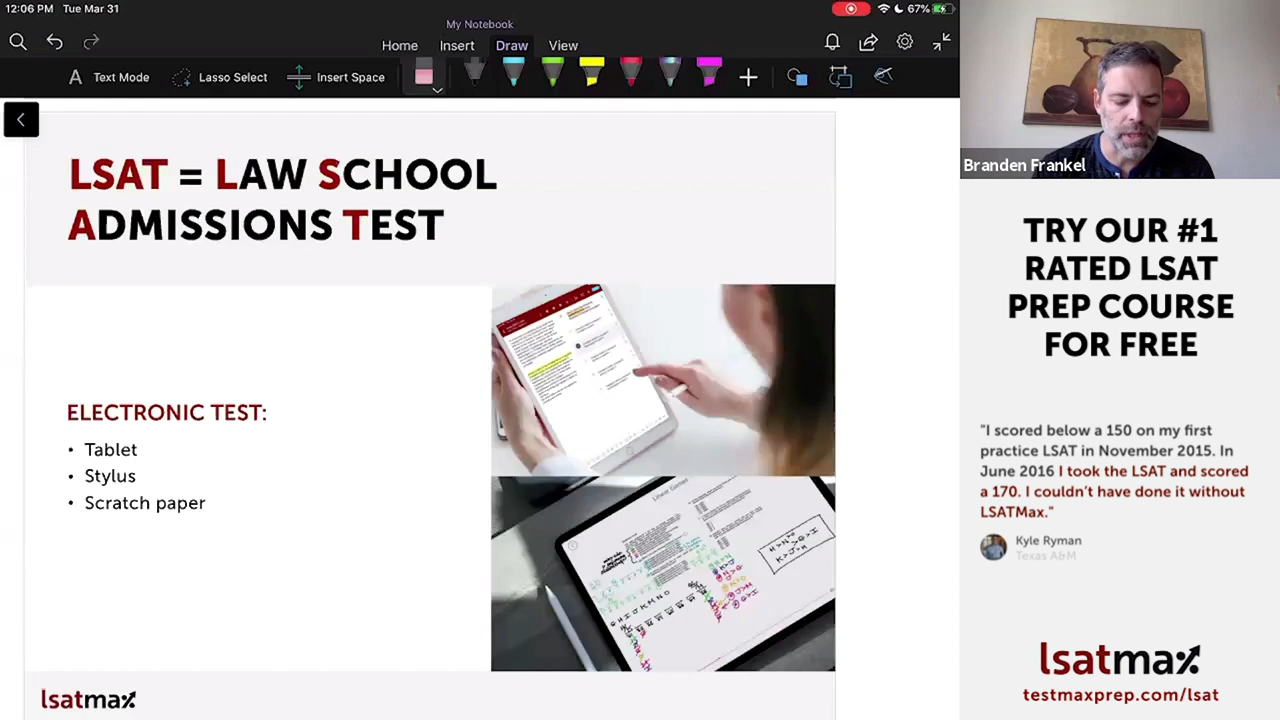 12:06 PM Tue Mar 31
67%
My Notebook
Home Insert Draw View
Text Mode Lasso Select Insert Space
LSAT = LAW SCHOOL
ADMISSIONS TEST
ELECTRONIC TEST:
• Tablet
• Stylus
• Scratch paper
Linear Games
lsatmax
Branden Frankel
TRY OUR #1
RATED LSAT
PREP COURSE
FOR FREE
"I scored below a 150 on my first
practice LSAT in November 2015. In
June 2016 I took the LSAT and scored
a 170. I couldn't have done it without
LSATMax."
Kyle Ryman
Texas A&M
lsatmax
testmaxprep.com/lsat